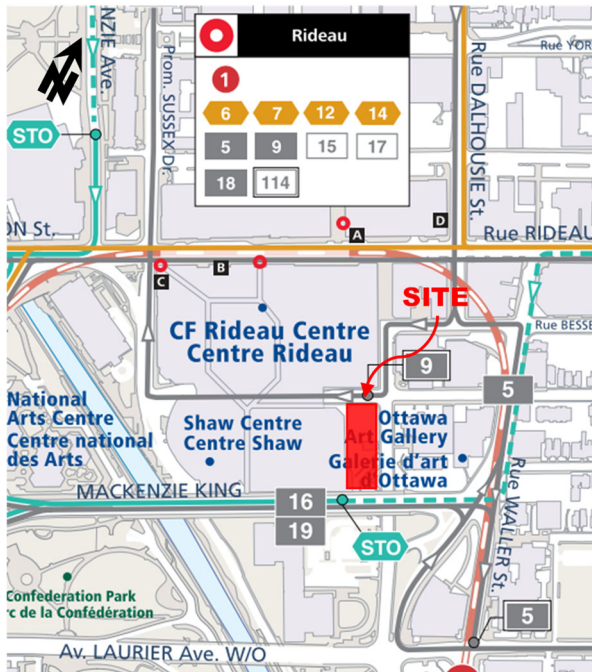 NZIE Ave.
N
Rideau
1
6 7 12 14
5 9 15 17
18 114
Prom. SUSSEX Dr.
Rue DALHOUSIE St.
Rue YOR
STO
ON St.
A
D
Rue RIDEAU
C
B
SITE
CF Rideau Centre
Centre Rideau
Rue BESSE
9
5
National
Arts Centre
Centre national
des Arts
Shaw Centre
Centre Shaw
Ottawa
Art Gallery
Galerie d'art
d'Ottawa
MACKENZIE KING
16
19
STO
Rue WALLER St.
Confederation Park
rc de la Confédération
5
Av. LAURIER Ave. W/O